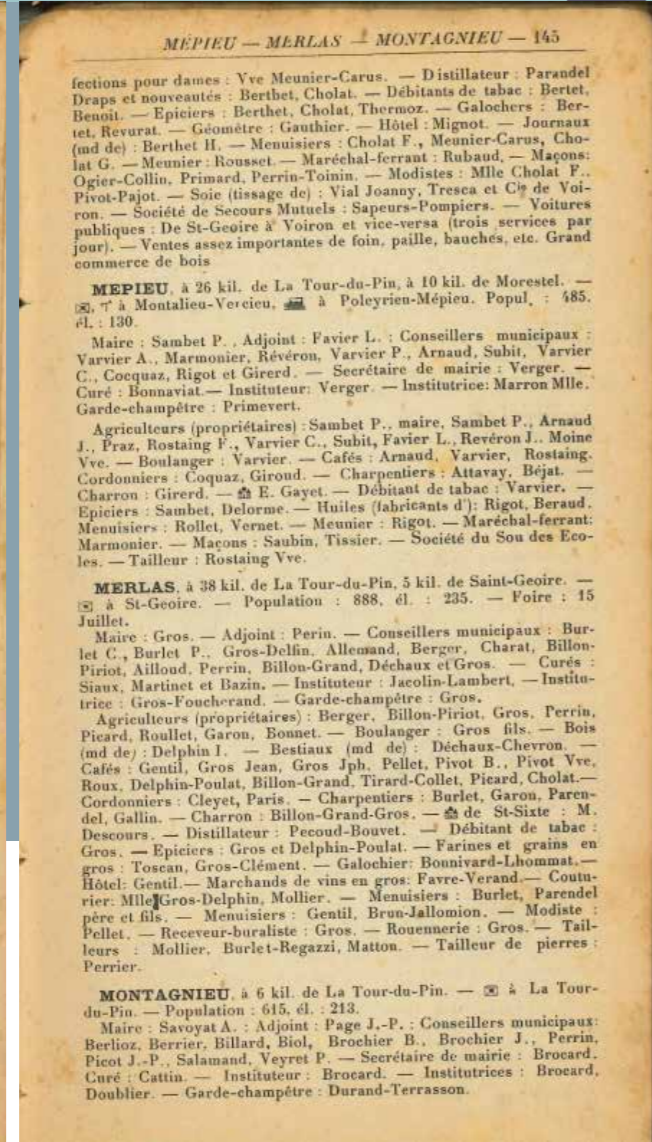 MÉPIEU — MERLAS — MONTAGNIEU — 145
fections pour dames : Vve Meunier-Carus. — Distillateur : Parandel
Draps et nouveautés : Berthet, Cholat. — Débitants de tabac : Bertet,
Benoit. — Epiciers : Berthet, Cholat, Thermoz. — Galochers : Ber-
tet, Revurat. — Géomètre : Gauthier. — Hôtel : Mignot. — Journaux
(md de) : Berthet H. — Menuisiers : Cholat F., Meunier-Carus, Cho-
lat G. — Meunier : Rousset. — Maréchal-ferrant : Rubaud, — Maçons:
Ogier-Collin, Primard, Perrin-Toinin. — Modistes : Mlle Cholat F..
Pivot-Pajot. — Soie (tissage de) : Vial Joanny, Tresca et Cie de Voi-
ron. — Société de Secours Mutuels : Sapeurs-Pompiers. — Voitures
publiques : De St-Geoire à Voiron et vice-versa (trois services par
jour). — Ventes assez importantes de foin, paille, bauches, etc. Grand
commerce de bois
MEPIEU, à 26 kil. de La Tour-du-Pin, à 10 kil. de Morestel. —
à Montalieu-Vercieu, à Poleyrieu-Mépieu. Popul. : 485.
él. : 130.
Maire : Sambet P. , Adjoint : Favier L. ; Conseillers municipaux :
Varvier A., Marmonier, Révéron, Varvier P., Arnaud, Subit, Varvier
C., Cocquaz, Rigot et Girerd. — Secrétaire de mairie : Verger. —
Curé : Bonnaviat. — Instituteur: Verger. — Institutrice: Marron Mlle.
Garde-champêtre : Primevert.
Agriculteurs (propriétaires) : Sambet P., maire, Sambet P., Arnaud
J., Praz, Rostaing F., Varvier C., Subit, Favier L., Revéron J.. Moine
Vve. — Boulanger : Varvier. — Cafés : Arnaud, Varvier, Rostaing.
Cordonniers : Coquaz, Giroud. — Charpentiers : Attavay, Béjat. —
Charron : Girerd. — E. Gayet. — Débitant de tabac : Varvier. —
Epiciers : Sambet, Delorme. — Huiles (fabricants d'): Rigot, Beraud.
Menuisiers : Rollet, Vernet. — Meunier : Rigot. — Maréchal-ferrant:
Marmonier. — Maçons : Saubin, Tissier. — Société du Sou des Eco-
les. — Tailleur : Rostaing Vve.
MERLAS, à 38 kil. de La Tour-du-Pin, 5 kil. de Saint-Geoire. —
à St-Geoire. — Population : 888, él. : 235. — Foire : 15
Juillet.
Maire : Gros. — Adjoint : Perin. — Conseillers municipaux : Bur-
let C., Burlet P., Gros-Delfin, Allemand, Berger, Charat, Billon-
Piriot, Ailloud, Perrin, Billon-Grand, Déchaux et Gros. — Curés :
Siaux, Martinet et Bazin. — Instituteur : Jacolin-Lambert, — Institu-
trice : Gros-Foucherand. — Garde-champêtre : Gros.
Agriculteurs (propriétaires) : Berger, Billon-Piriot, Gros, Perrin,
Picard, Roullet, Garon, Bonnet. — Boulanger : Gros fils. — Bois
(md de) : Delphin I. — Bestiaux (md de) : Déchaux-Chevron. —
Cafés : Gentil, Gros Jean, Gros Jph, Pellet, Pivot B., Pivot Vve,
Roux, Delphin-Poulat, Billon-Grand, Tirard-Collet, Picard, Cholat.—
Cordonniers : Cleyet, Paris. — Charpentiers : Burlet, Garon, Paren-
del, Gallin. — Charron : Billon-Grand-Gros. — de St-Sixte : M.
Descours. — Distillateur : Pecoud-Bouvet. — Débitant de tabac :
Gros. — Epiciers : Gros et Delphin-Poulat. — Farines et grains en
gros : Toscan, Gros-Clément. — Galochier: Bonnivard-Lhommat.—
Hôtel: Gentil.— Marchands de vins en gros: Favre-Verand.— Coutu-
rier: Mlle Gros-Delphin, Mollier. — Menuisiers : Burlet, Parendel
père et fils. — Menuisiers : Gentil, Brun-Jallomion. — Modiste :
Pellet. — Receveur-buraliste : Gros. — Rouennerie : Gros. — Tail-
leurs : Mollier, Burlet-Regazzi, Matton. — Tailleur de pierres :
Perrier.
MONTAGNIEU, à 6 kil. de La Tour-du-Pin. — à La Tour-
du-Pin. — Population : 615, él. : 213.
Maire : Savoyat A. : Adjoint : Page J.-P. : Conseillers municipaux:
Berlioz, Berrier, Billard, Biol, Brochier B., Brochier J., Perrin,
Picot J.-P., Salamand, Veyret P. — Secrétaire de mairie : Brocard.
Curé : Cattin. — Instituteur : Brocard. — Institutrices : Brocard,
Doublier. — Garde-champêtre : Durand-Terrasson.